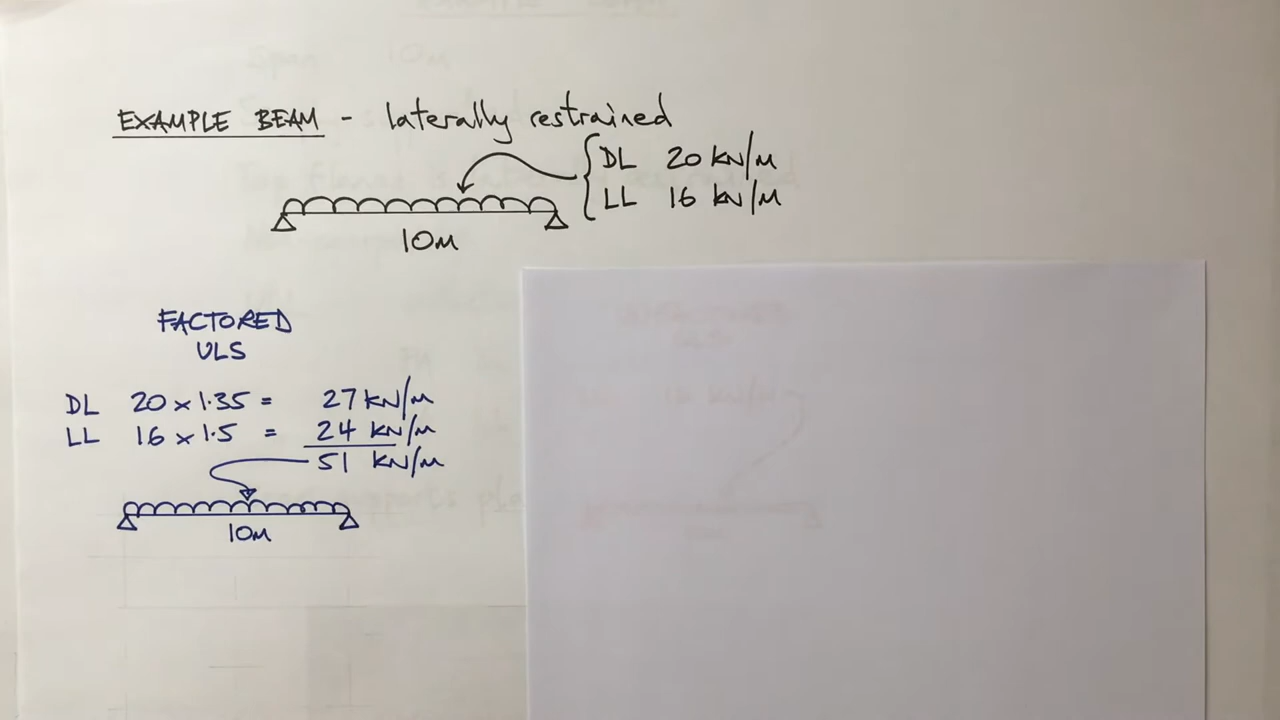 EXAMPLE BEAM - laterally restrained
DL 20 kN/m
LL 16 kN/m
10m
FACTORED
ULS
DL 20 x 1.35 = 27 kN/m
LL 16 x 1.5 = 24 kN/m
51 kN/m
10m